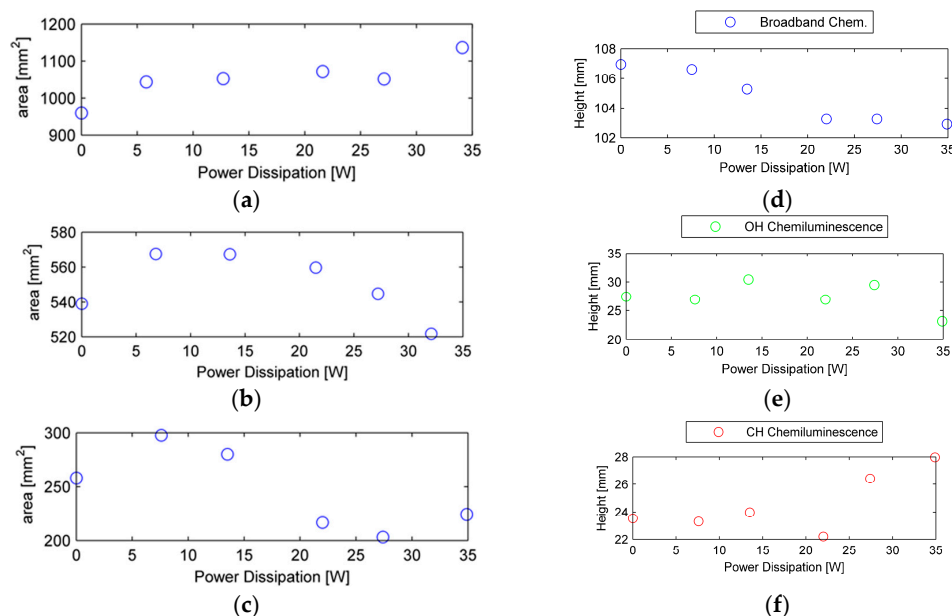 1200
1100
1000
900
area [mm²]
0 5 10 15 20 25 30 35
Power Dissipation [W]
(a)
580
560
540
520
area [mm²]
0 5 10 15 20 25 30 35
Power Dissipation [W]
(b)
300
250
200
area [mm²]
0 5 10 15 20 25 30 35
Power Dissipation [W]
(c)
Broadband Chem.
108
106
104
102
Height [mm]
0 5 10 15 20 25 30 35
Power Dissipation [W]
(d)
OH Chemiluminescence
35
30
25
20
Height [mm]
0 5 10 15 20 25 30 35
Power Dissipation [W]
(e)
CH Chemiluminescence
28
26
24
22
Height [mm]
0 5 10 15 20 25 30 35
Power Dissipation [W]
(f)